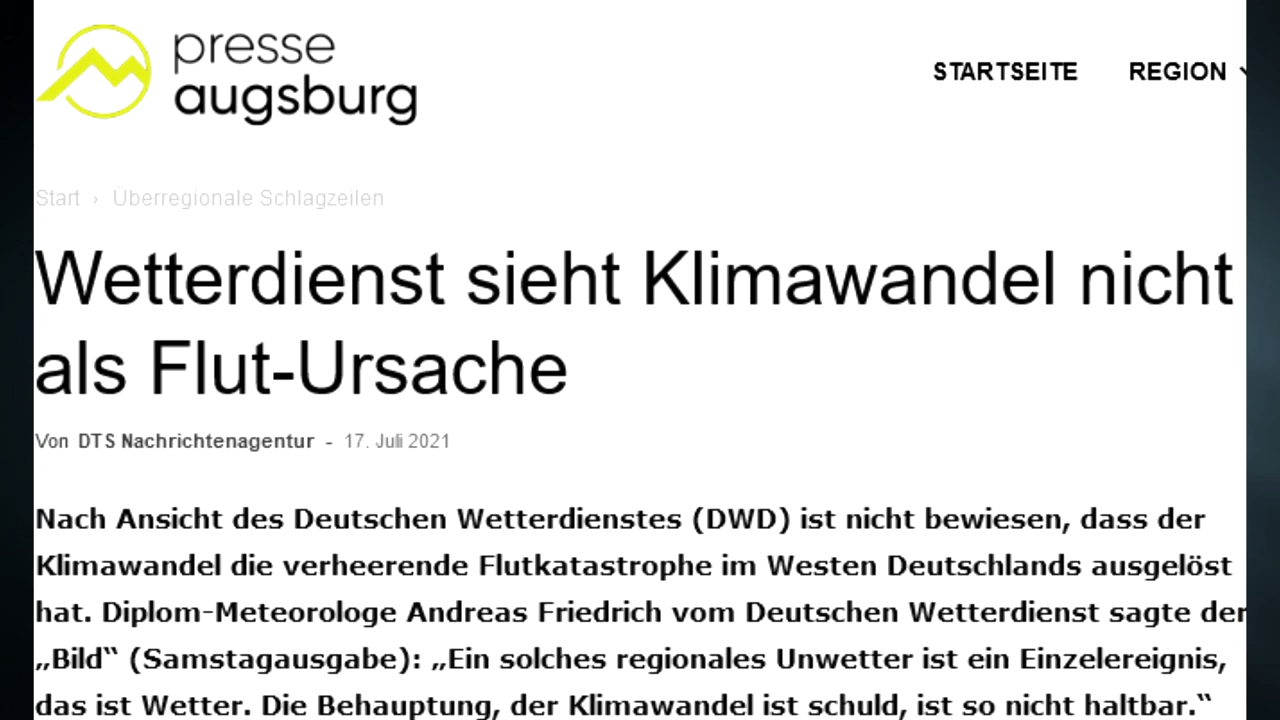 presse
augsburg
STARTSEITE REGION
Start › Überregionale Schlagzeilen
Wetterdienst sieht Klimawandel nicht
als Flut-Ursache
Von DTS Nachrichtenagentur - 17. Juli 2021
Nach Ansicht des Deutschen Wetterdienstes (DWD) ist nicht bewiesen, dass der
Klimawandel die verheerende Flutkatastrophe im Westen Deutschlands ausgelöst
hat. Diplom-Meteorologe Andreas Friedrich vom Deutschen Wetterdienst sagte der
„Bild“ (Samstagausgabe): „Ein solches regionales Unwetter ist ein Einzelereignis,
das ist Wetter. Die Behauptung, der Klimawandel ist schuld, ist so nicht haltbar.“